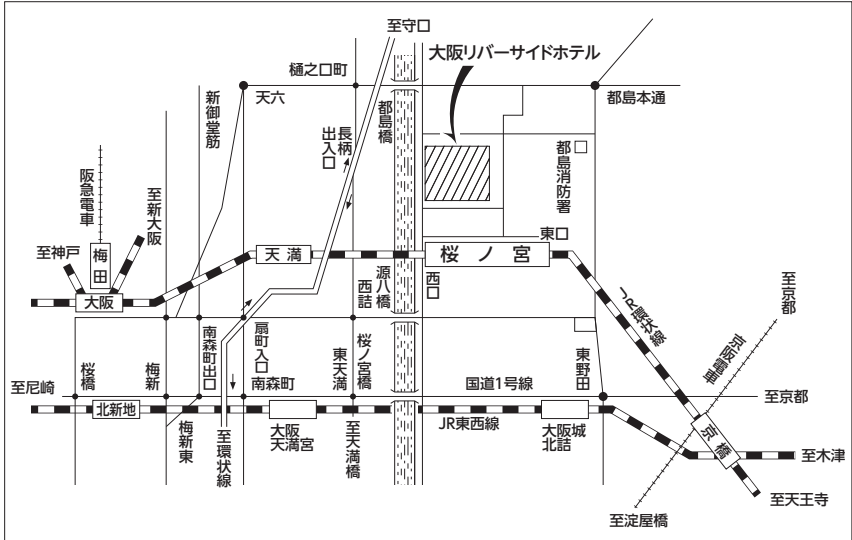 至守口
大阪リバーサイドホテル
樋之口町
天六
都島本通
新御堂筋
都島橋
長柄
出入口
都島消防署
阪急電車
至新大阪
至神戸
梅田
大阪
天満
桜ノ宮
東口
西口
源八橋
西詰
JR環状線
至京都
京阪電車
桜橋
梅新
南森町出口
扇町入口
桜ノ宮橋
東天満
東野田
至尼崎
南森町
国道1号線
至京都
北新地
梅新東
至環状線
大阪
天満宮
至天満橋
JR東西線
大阪城
北詰
京橋
至木津
至天王寺
至淀屋橋